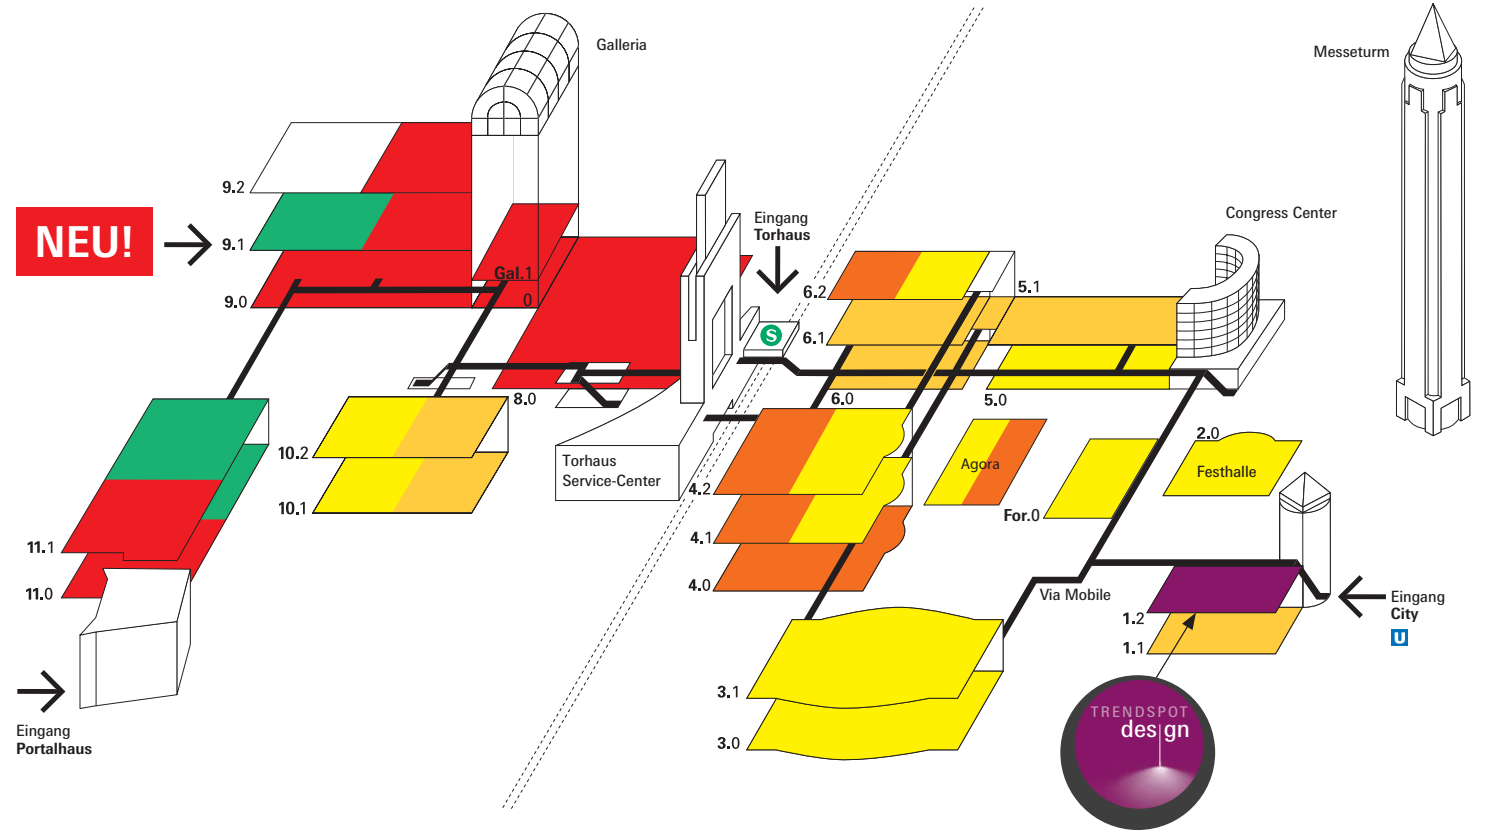 Galleria
Messeturm
9.2
NEU!
9.1
Eingang
Torhaus
Congress Center
Gal.1
0
9.0
6.2
5.1
S
6.1
8.0
6.0
5.0
10.2
Torhaus
Service-Center
2.0
Agora
Festhalle
4.2
10.1
For.0
11.1
4.1
4.0
11.0
Via Mobile
Eingang
City
U
1.2
1.1
3.1
3.0
Eingang
Portalhaus
TRENDSPOT
design